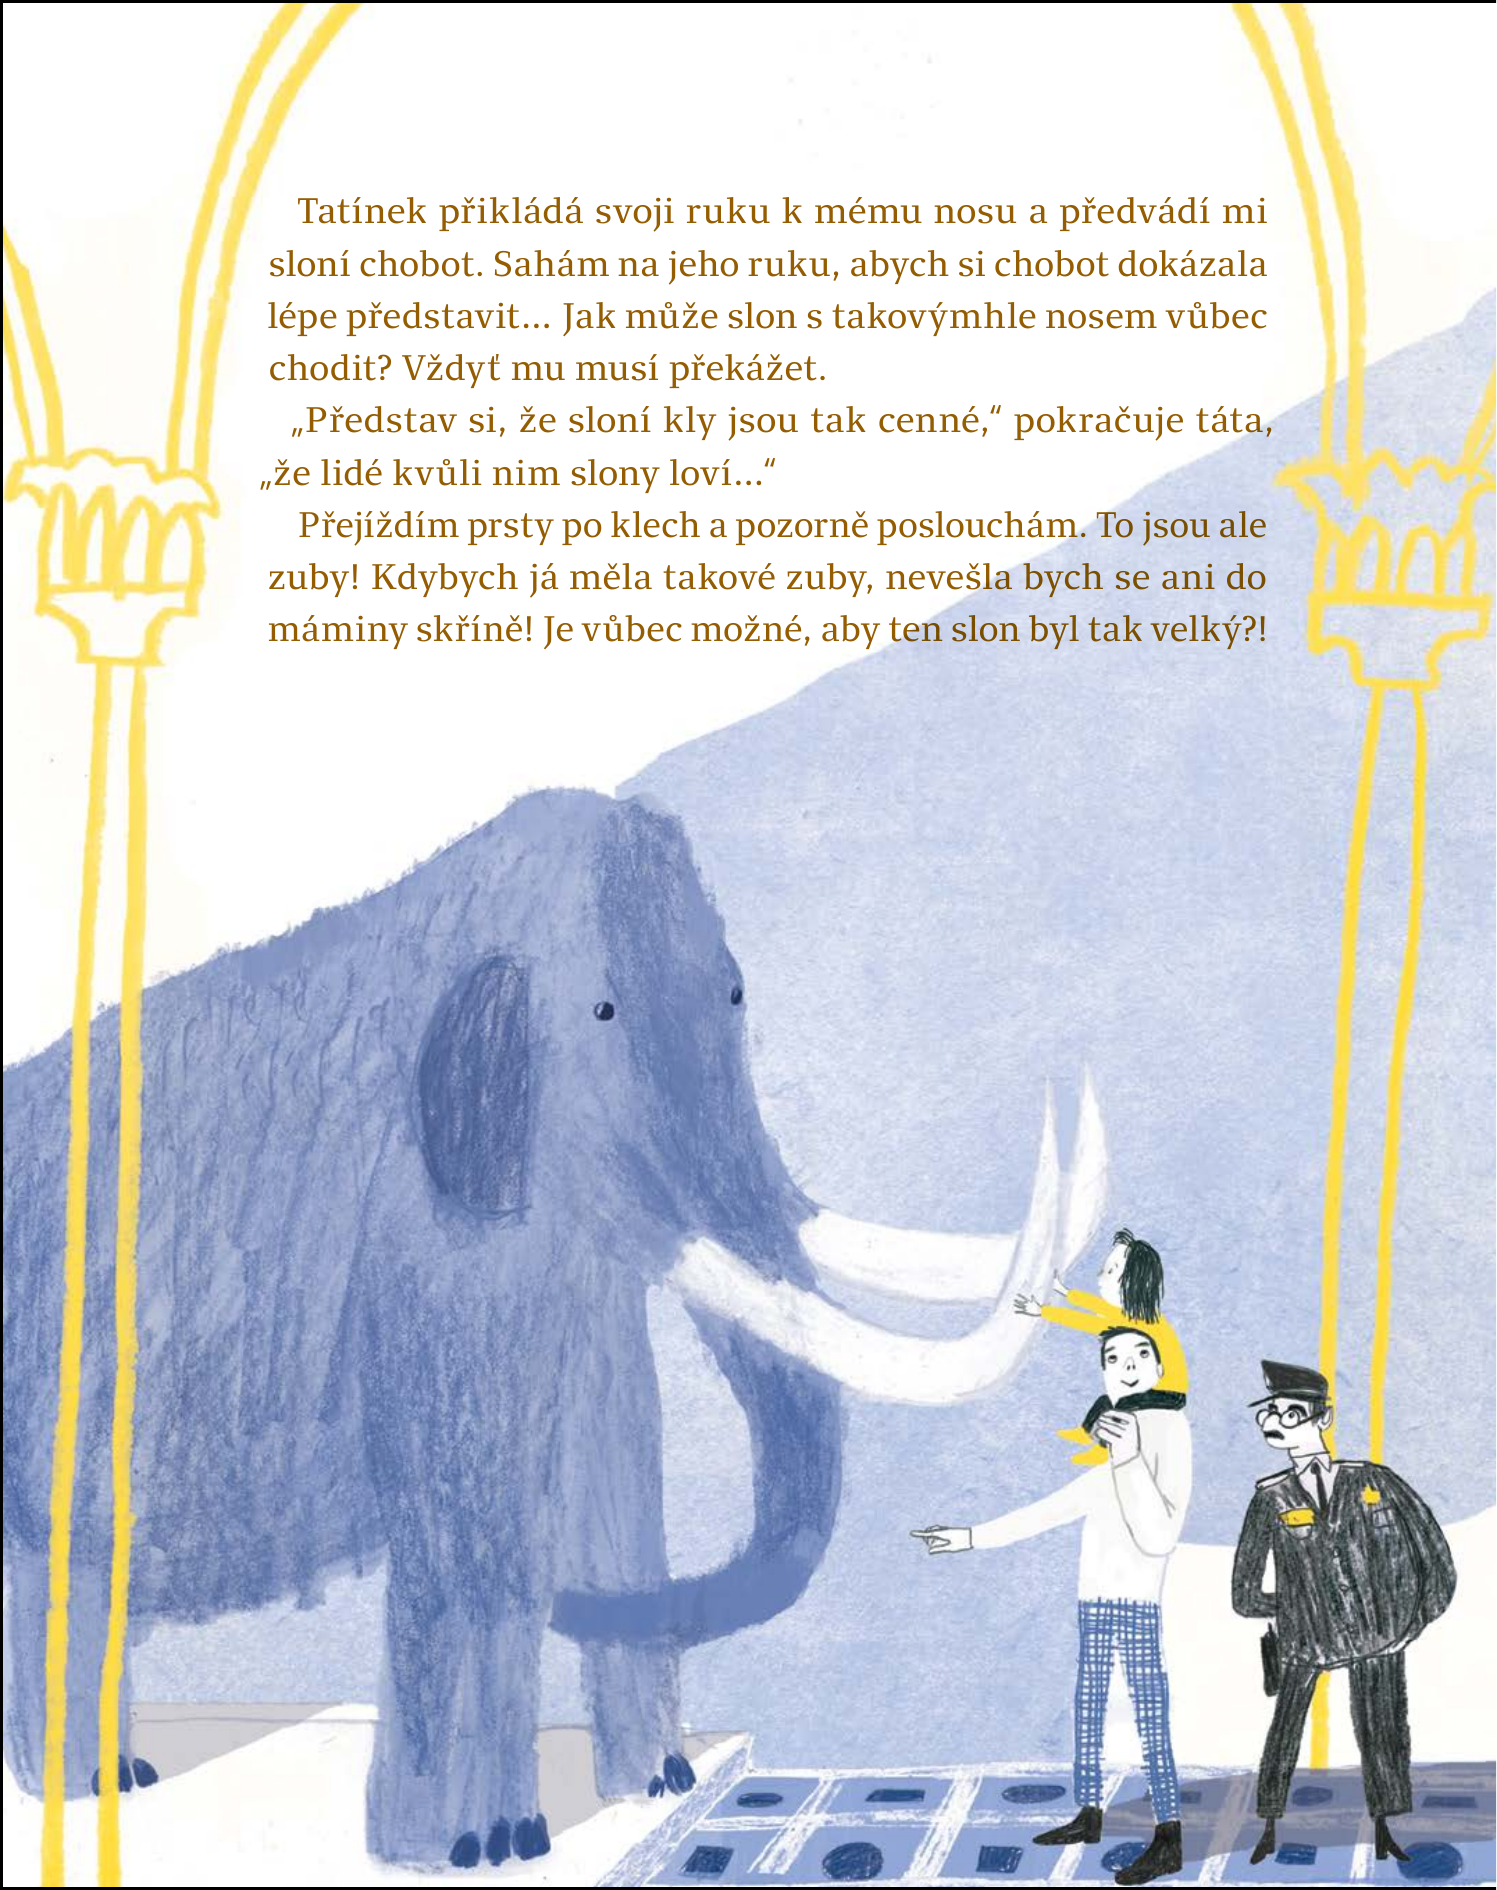 Tatínek přikládá svoji ruku k mému nosu a předvádí mi
sloní chobot. Sahám na jeho ruku, abych si chobot dokázala
lépe představit... Jak může slon s takovýmhle nosem vůbec
chodit? Vždyť mu musí překážet.
„Představ si, že sloní kly jsou tak cenné,“ pokračuje táta,
„že lidé kvůli nim slony loví...“
Přejíždím prsty po klech a pozorně poslouchám. To jsou ale
zuby! Kdybych já měla takové zuby, nevešla bych se ani do
máminy skříně! Je vůbec možné, aby ten slon byl tak velký?!